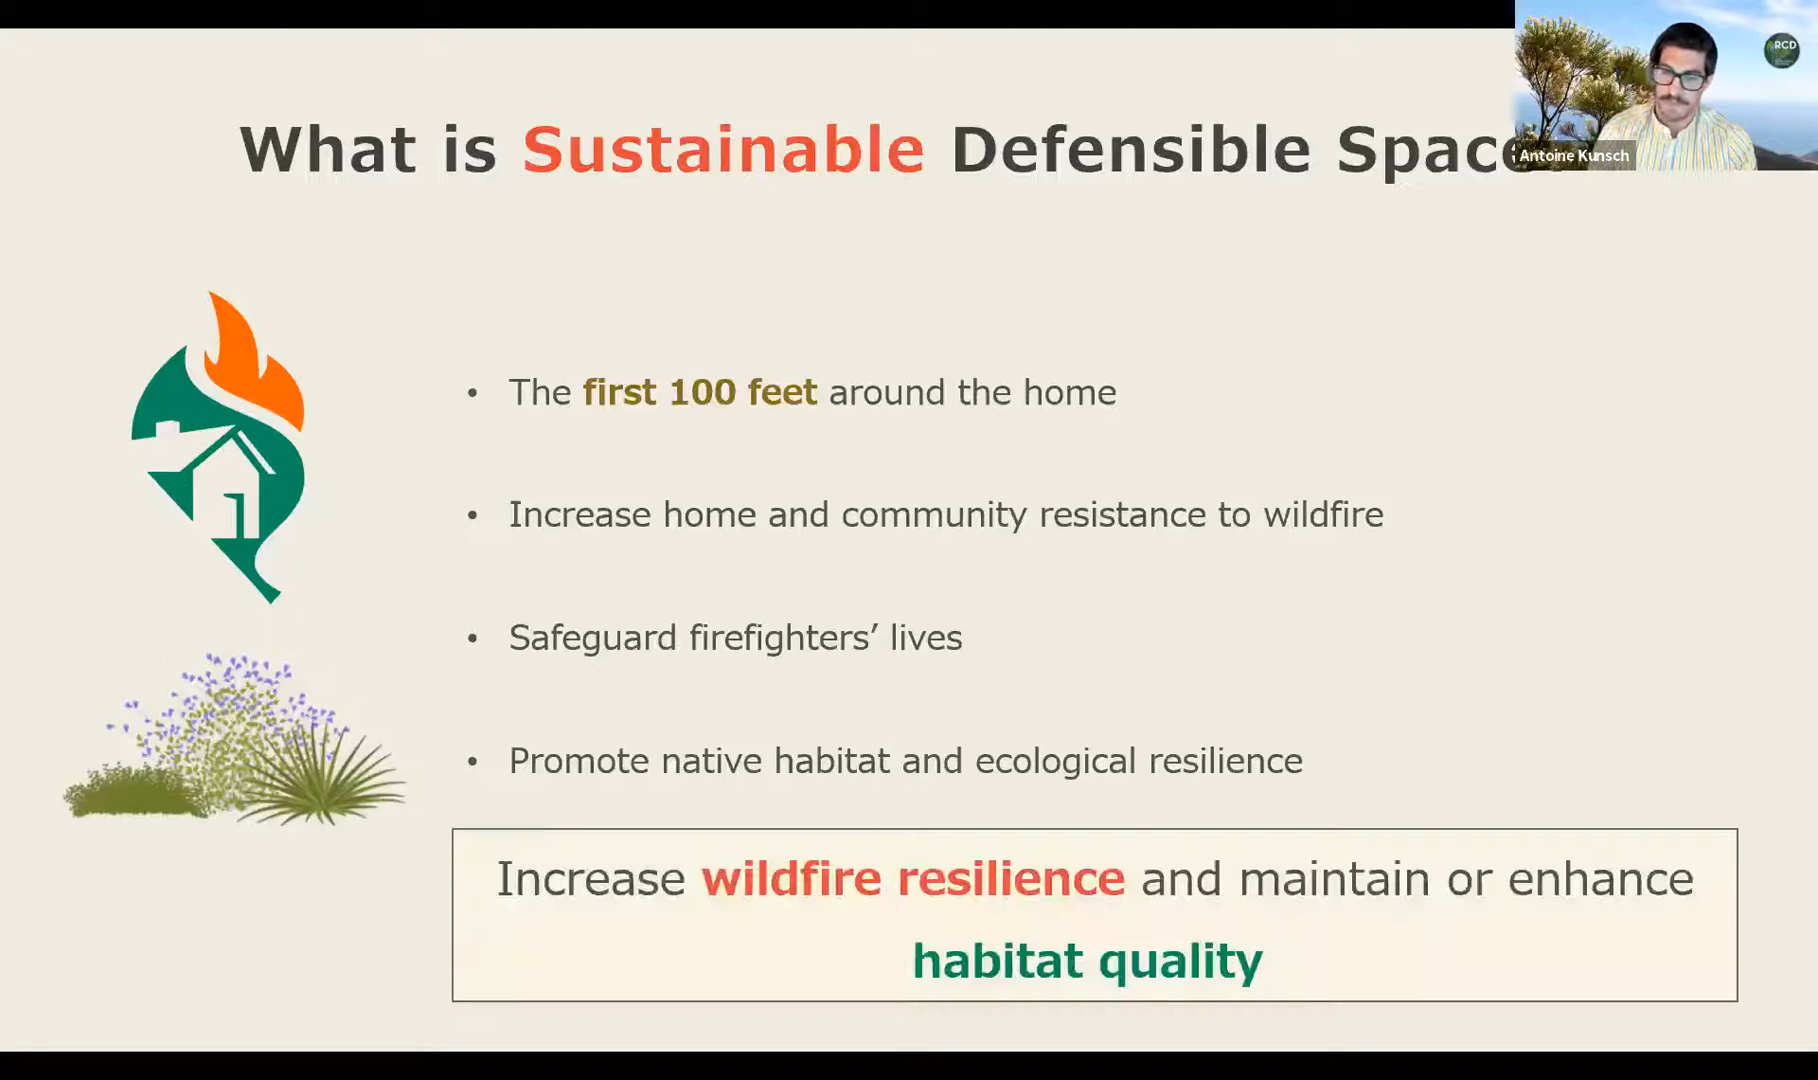 What is Sustainable Defensible Space
RCD
Antoine Kunsch
• The first 100 feet around the home
• Increase home and community resistance to wildfire
• Safeguard firefighters’ lives
• Promote native habitat and ecological resilience
Increase wildfire resilience and maintain or enhance
habitat quality